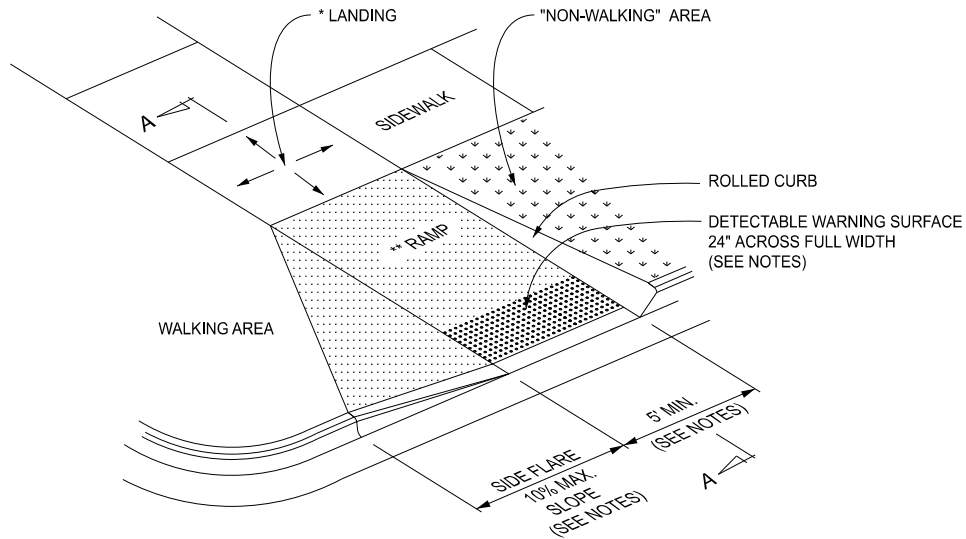 * LANDING
"NON-WALKING" AREA
A
SIDEWALK
ROLLED CURB
** RAMP
DETECTABLE WARNING SURFACE
24" ACROSS FULL WIDTH
(SEE NOTES)
WALKING AREA
5' MIN.
(SEE NOTES)
SIDE FLARE
10% MAX.
SLOPE
(SEE NOTES)
A